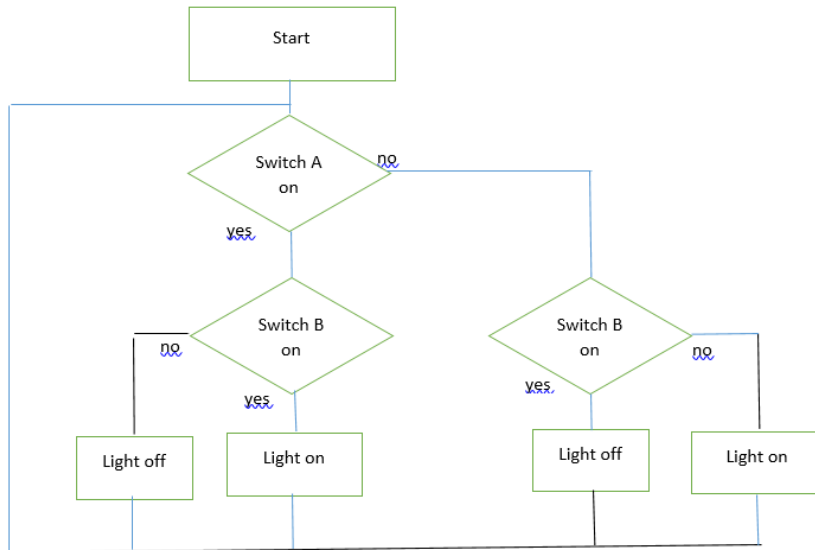 Start
Switch A
on
no
yes
Switch B
on
no
yes
Switch B
on
no
yes
Light off
Light on
Light off
Light on